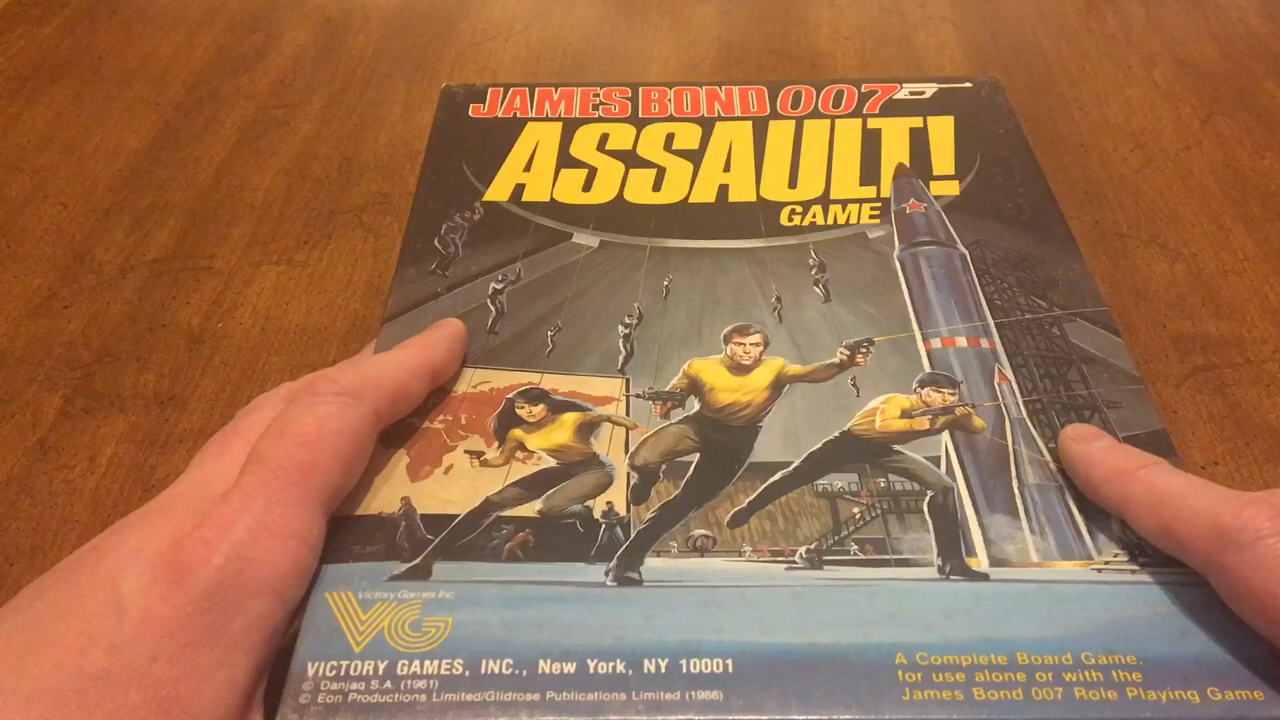 JAMES BOND 007
ASSAULT!
GAME
Victory Games Inc.
VG
VICTORY GAMES, INC., New York, NY 10001
© Danjaq S.A. (1961)
© Eon Productions Limited/Glidrose Publications Limited (1986)
A Complete Board Game,
for use alone or with the
James Bond 007 Role Playing Game